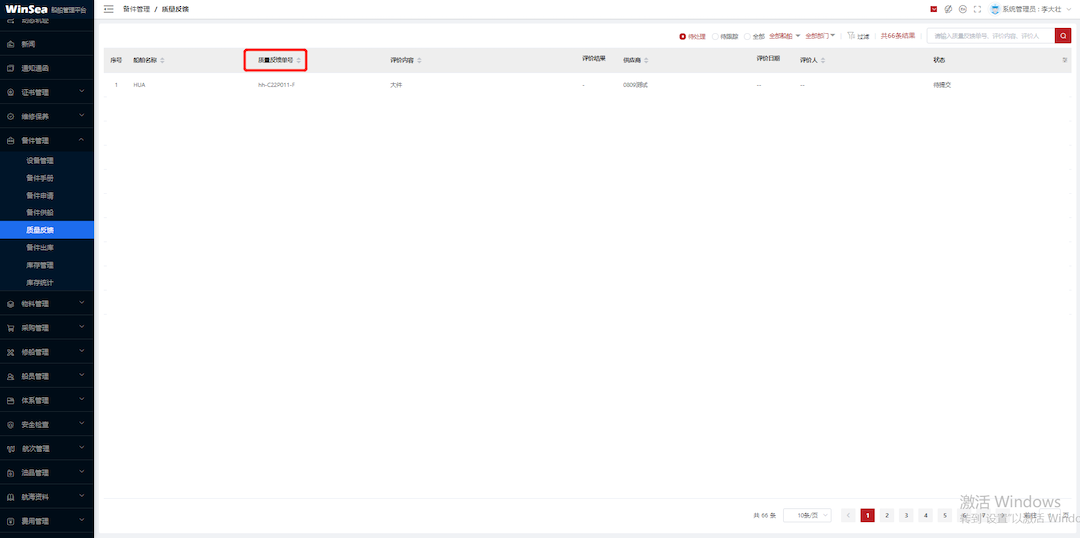 WinSea 船舶管理平台
备件管理 / 质量反馈
系统管理员：李大壮
新闻
通知通函
证书管理
维修保养
备件管理
设备管理
备件手册
备件申请
备件供船
质量反馈
备件出库
库存管理
库存统计
物料管理
采购管理
修船管理
船员管理
体系管理
安全检查
航次管理
油品管理
航海资料
费用管理
待处理 待跟踪 全部 全部船舶 全部部门 过滤 共66条结果 请输入质量反馈单号、评价内容、评价人
序号 船舶名称 质量反馈单号 评价内容 评价结果 供应商 评价日期 评价人 状态
1 HUA hh-C22P011-F 大件 - 0809测试 -- -- 待提交
共 66 条 10条/页 1 2 3 4 5 6 7
激活 Windows
转到"设置"以激活 Windo